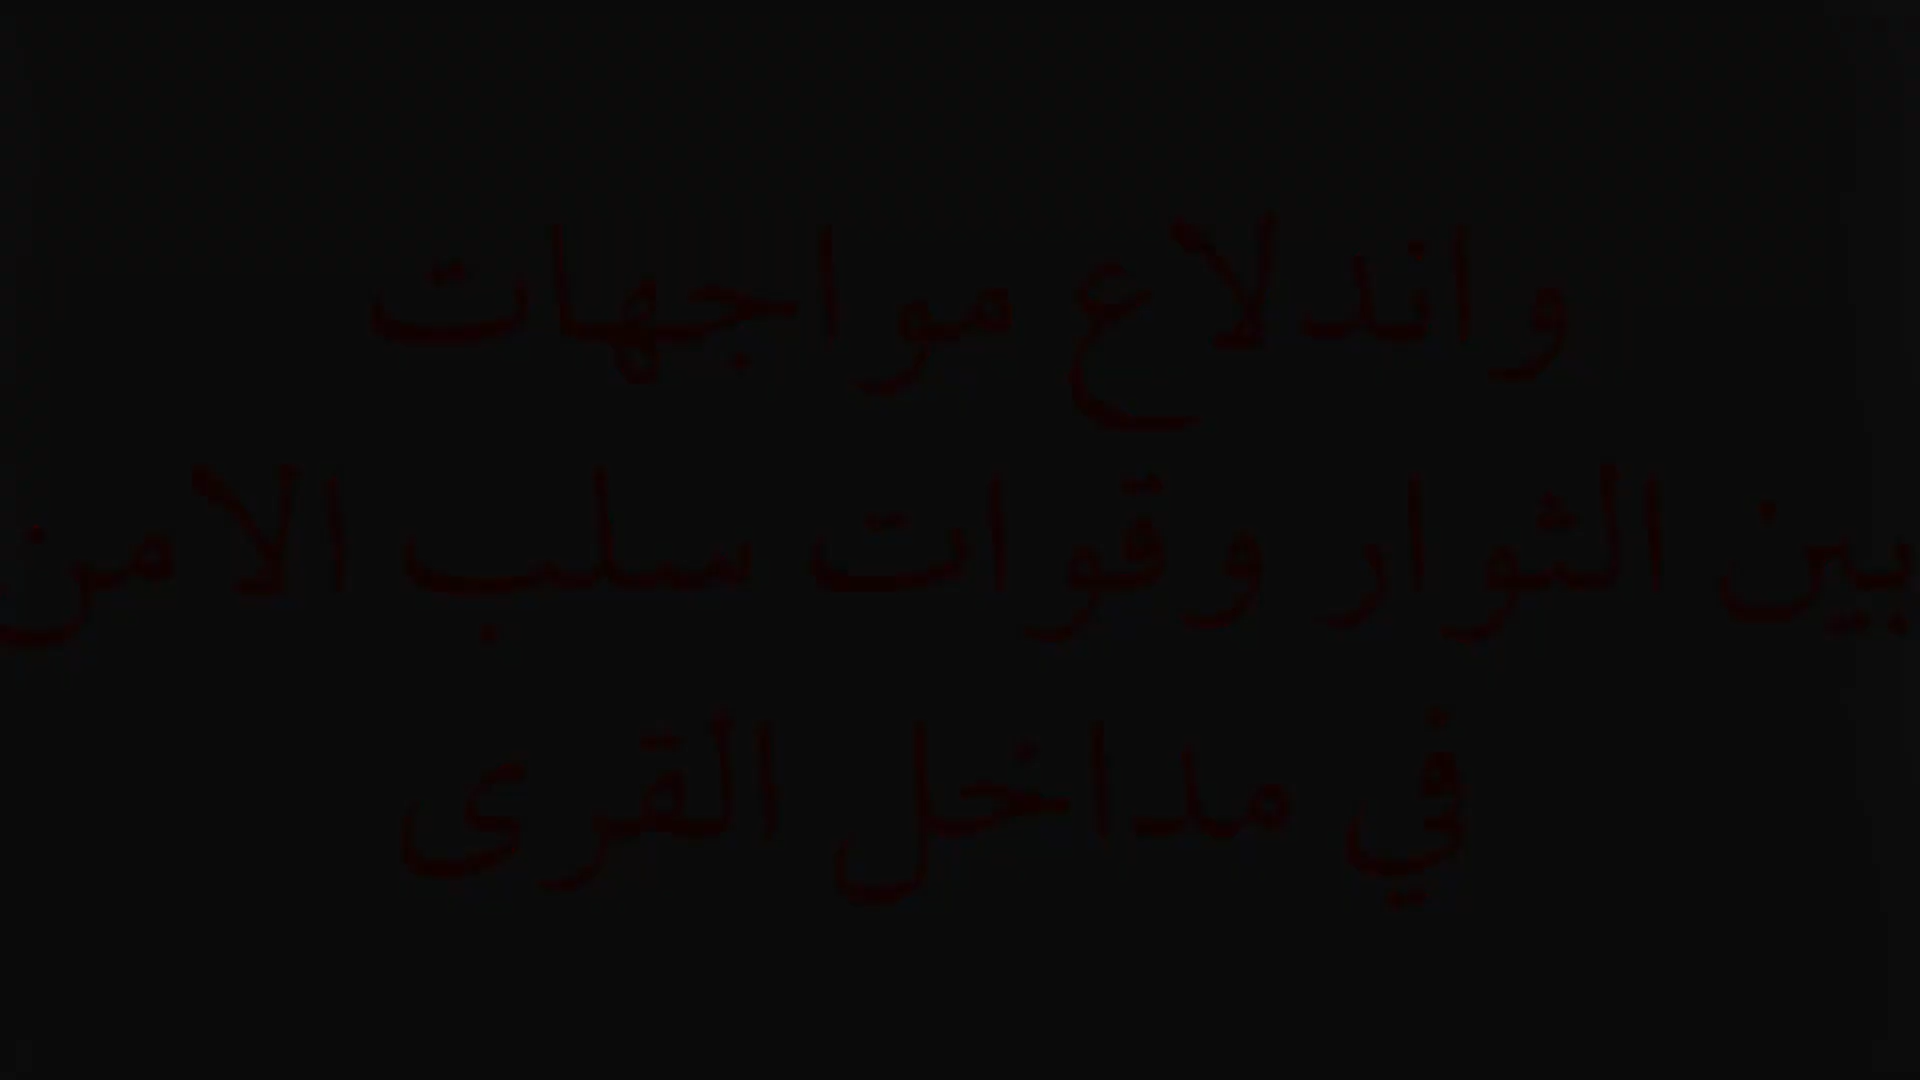 واندلاع مواجهات
بين الثوار وقوات سلب الامن
في مداخل القرى